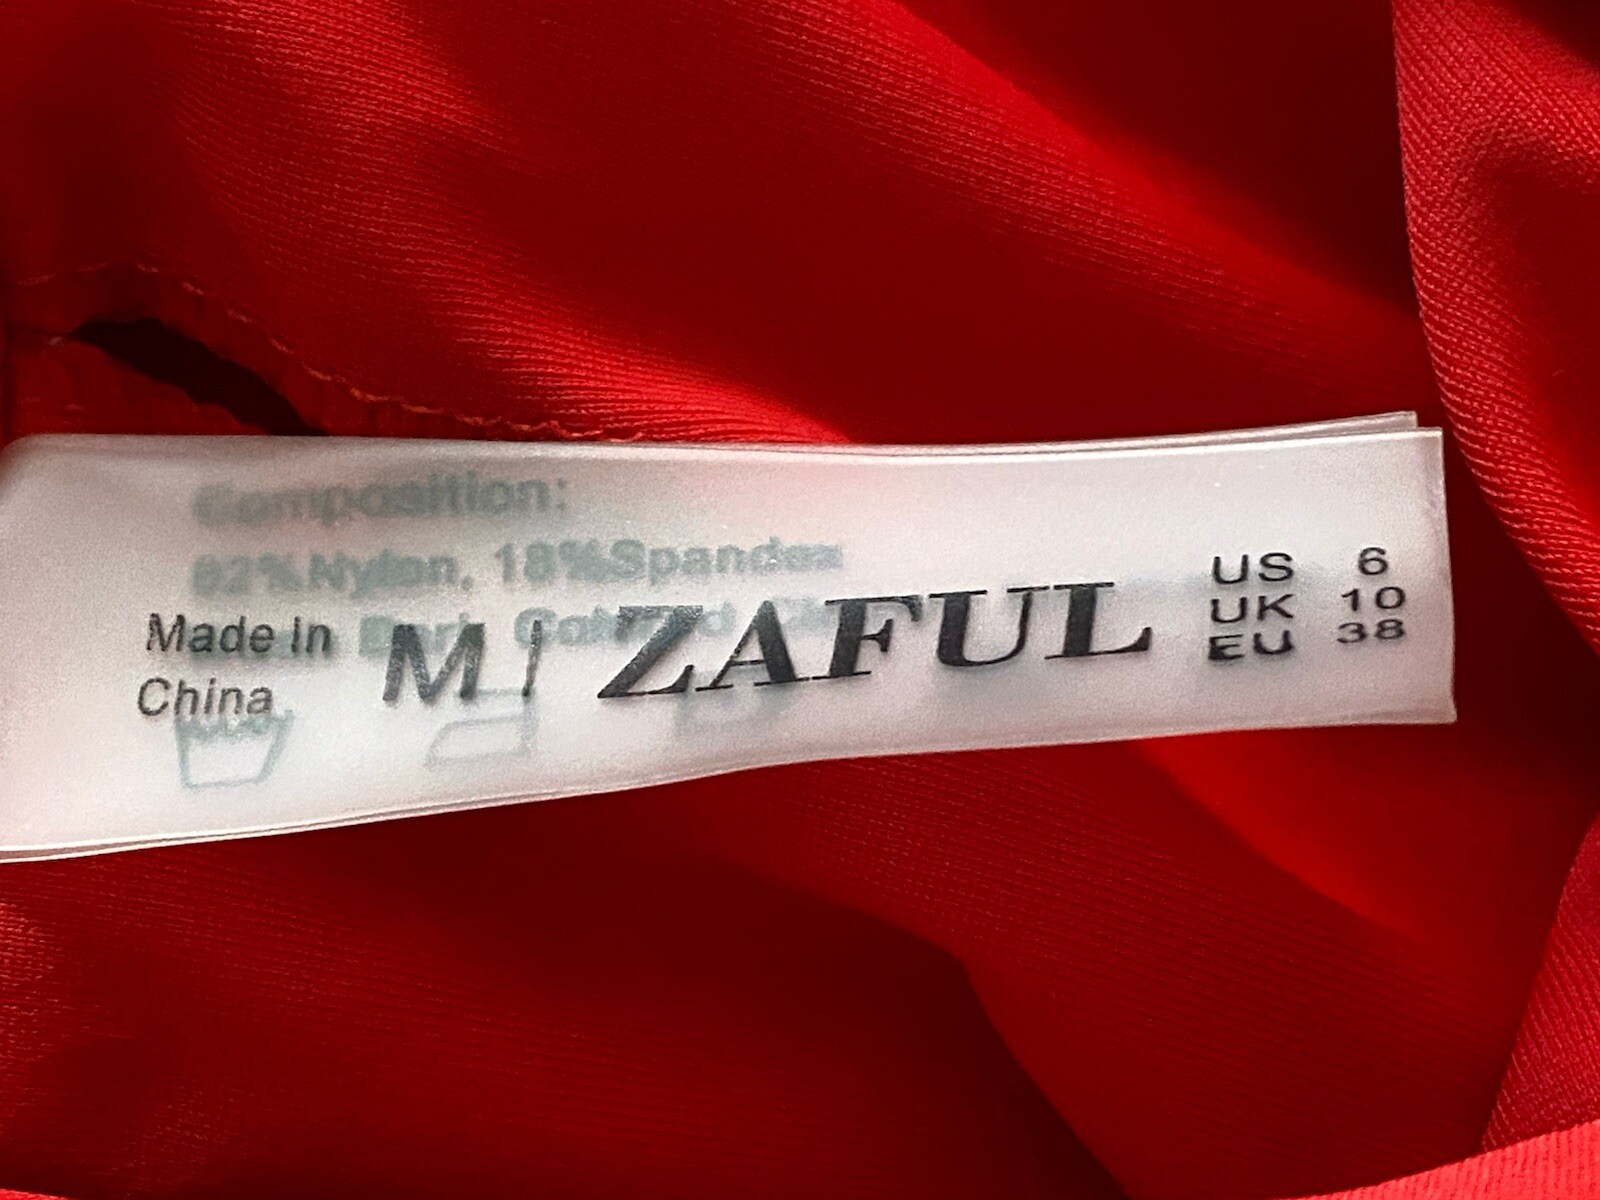 Composition:
82%Nylon, 18%Spandex
Made In
China
M | ZAFUL
US 6
UK 10
EU 38